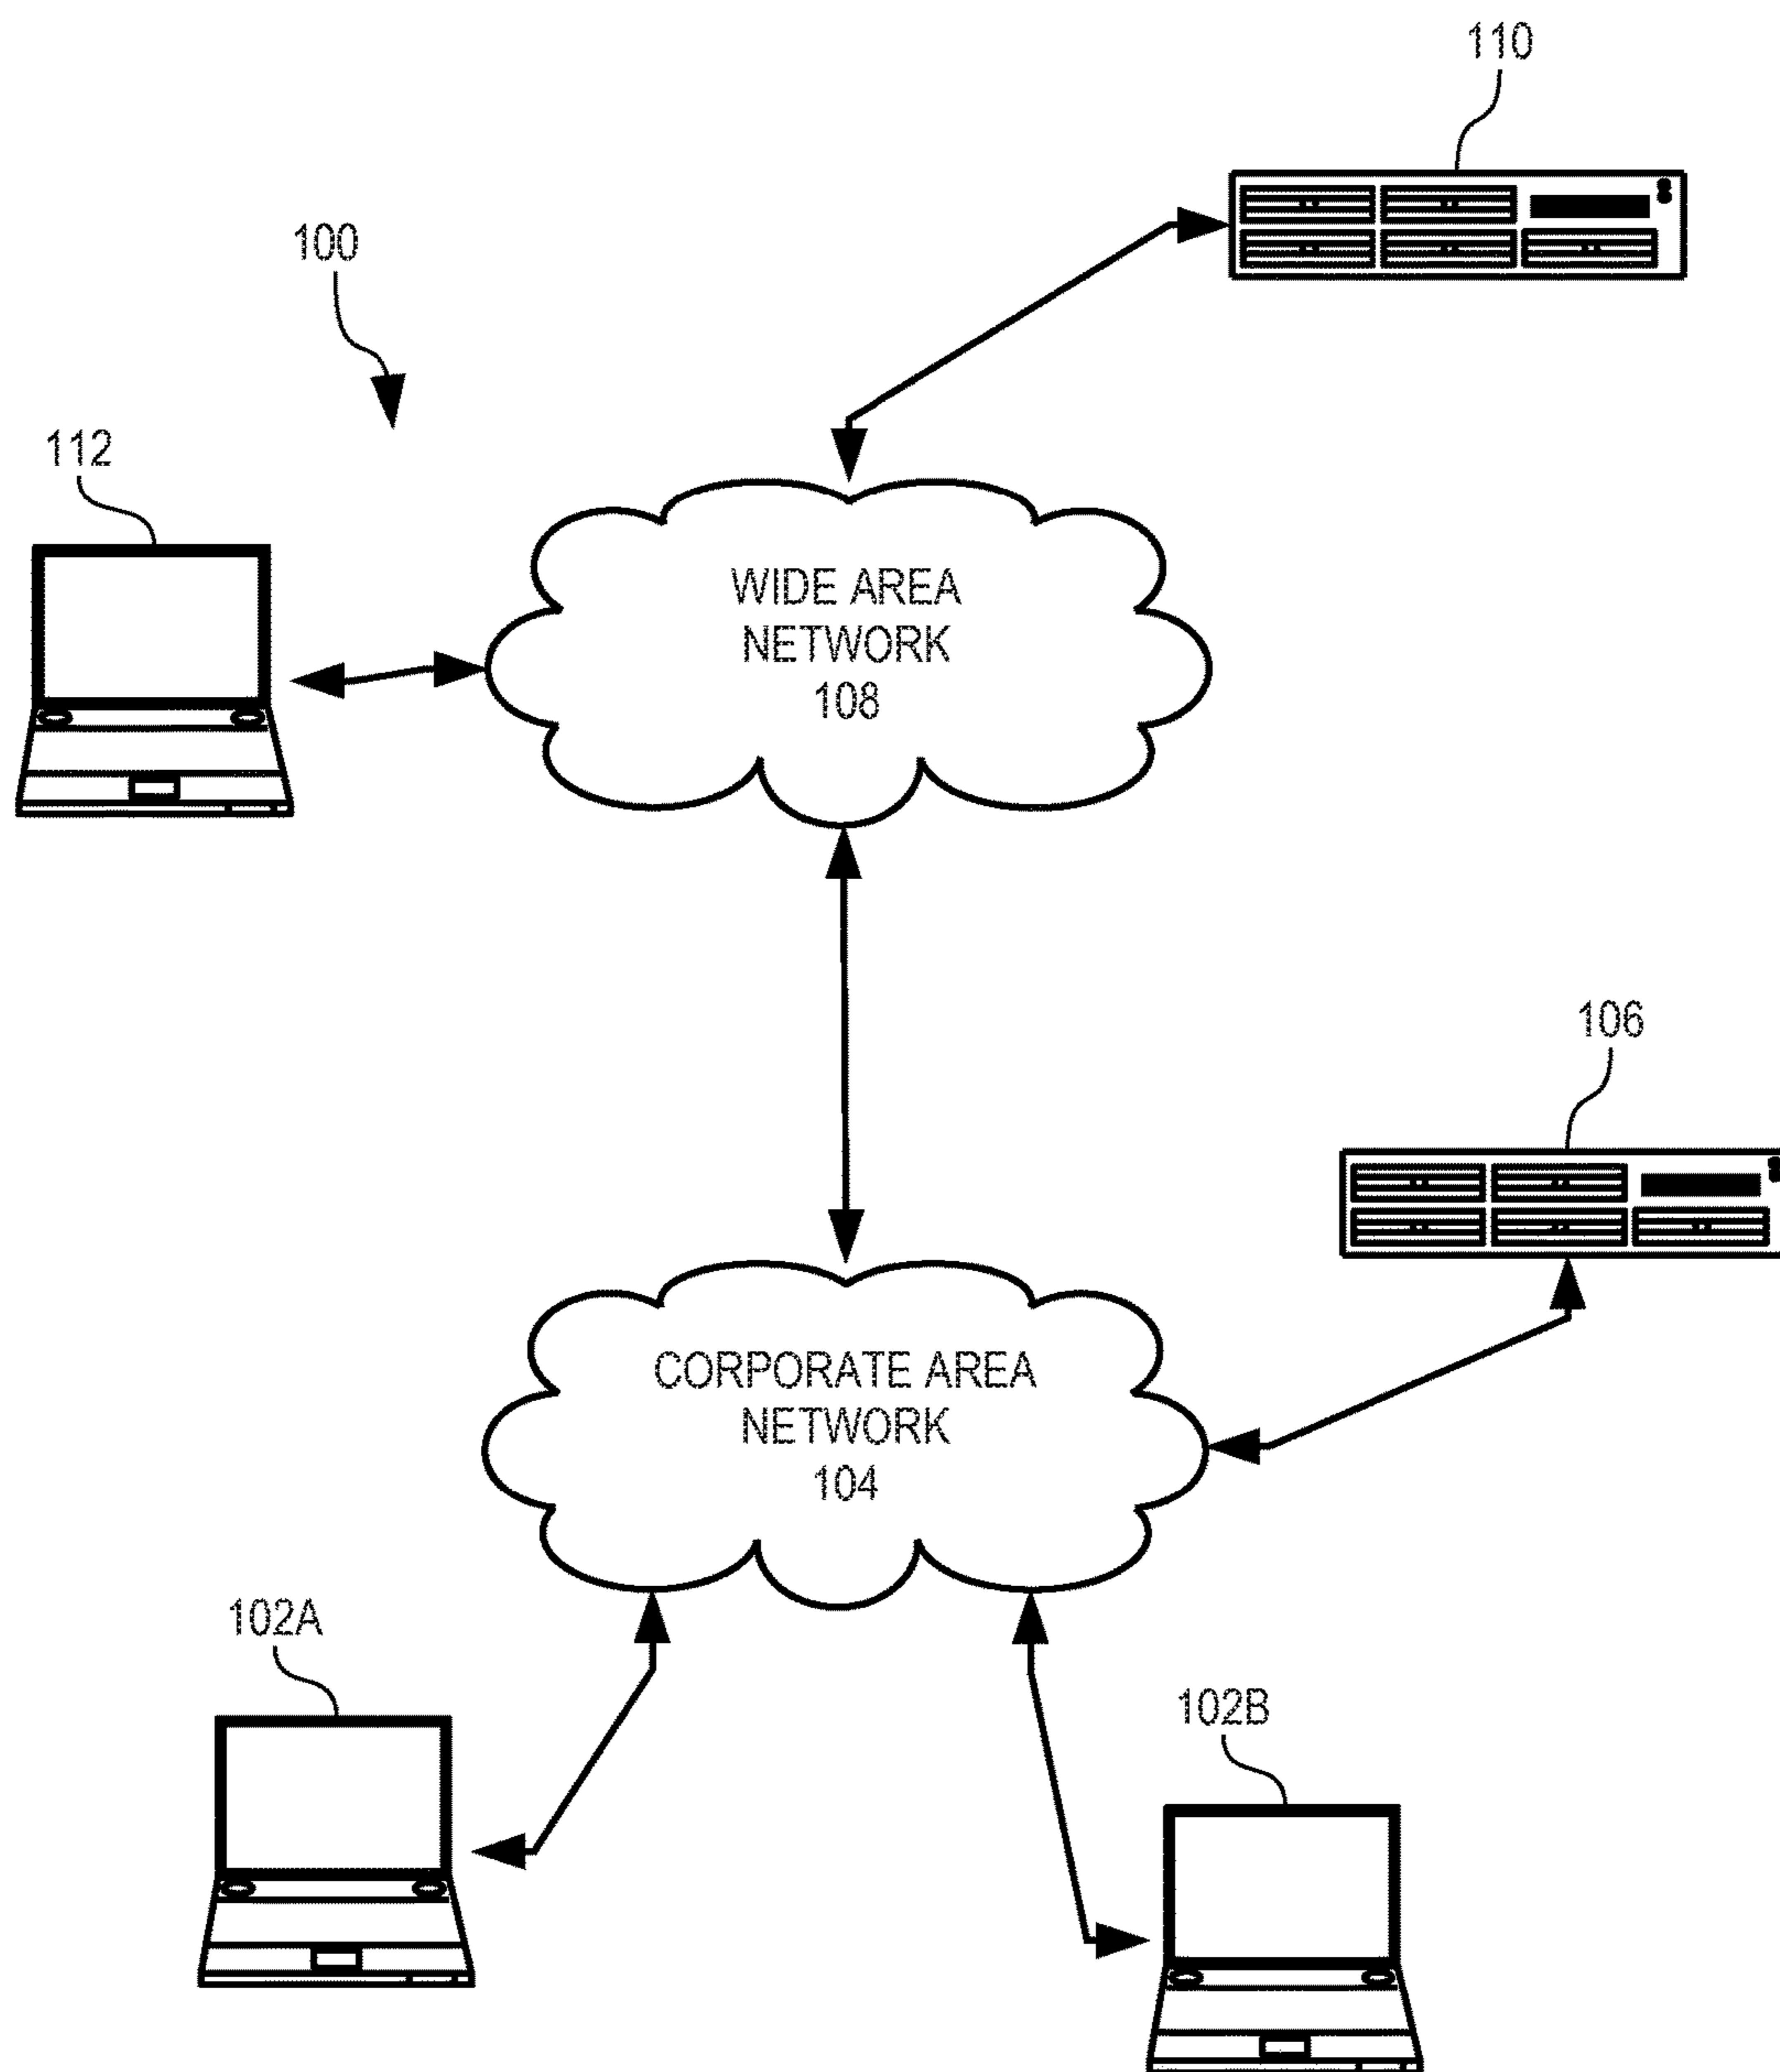 110
100
112
WIDE AREA
NETWORK
108
106
CORPORATE AREA
NETWORK
104
102A
102B